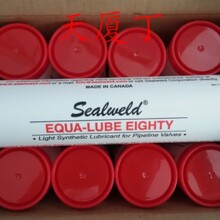 天厦丁
MADE IN CANADA
Sealweld®
EQUA-LUBE EIGHTY
• Light Synthetic Lubricant for Pipeline Valves •